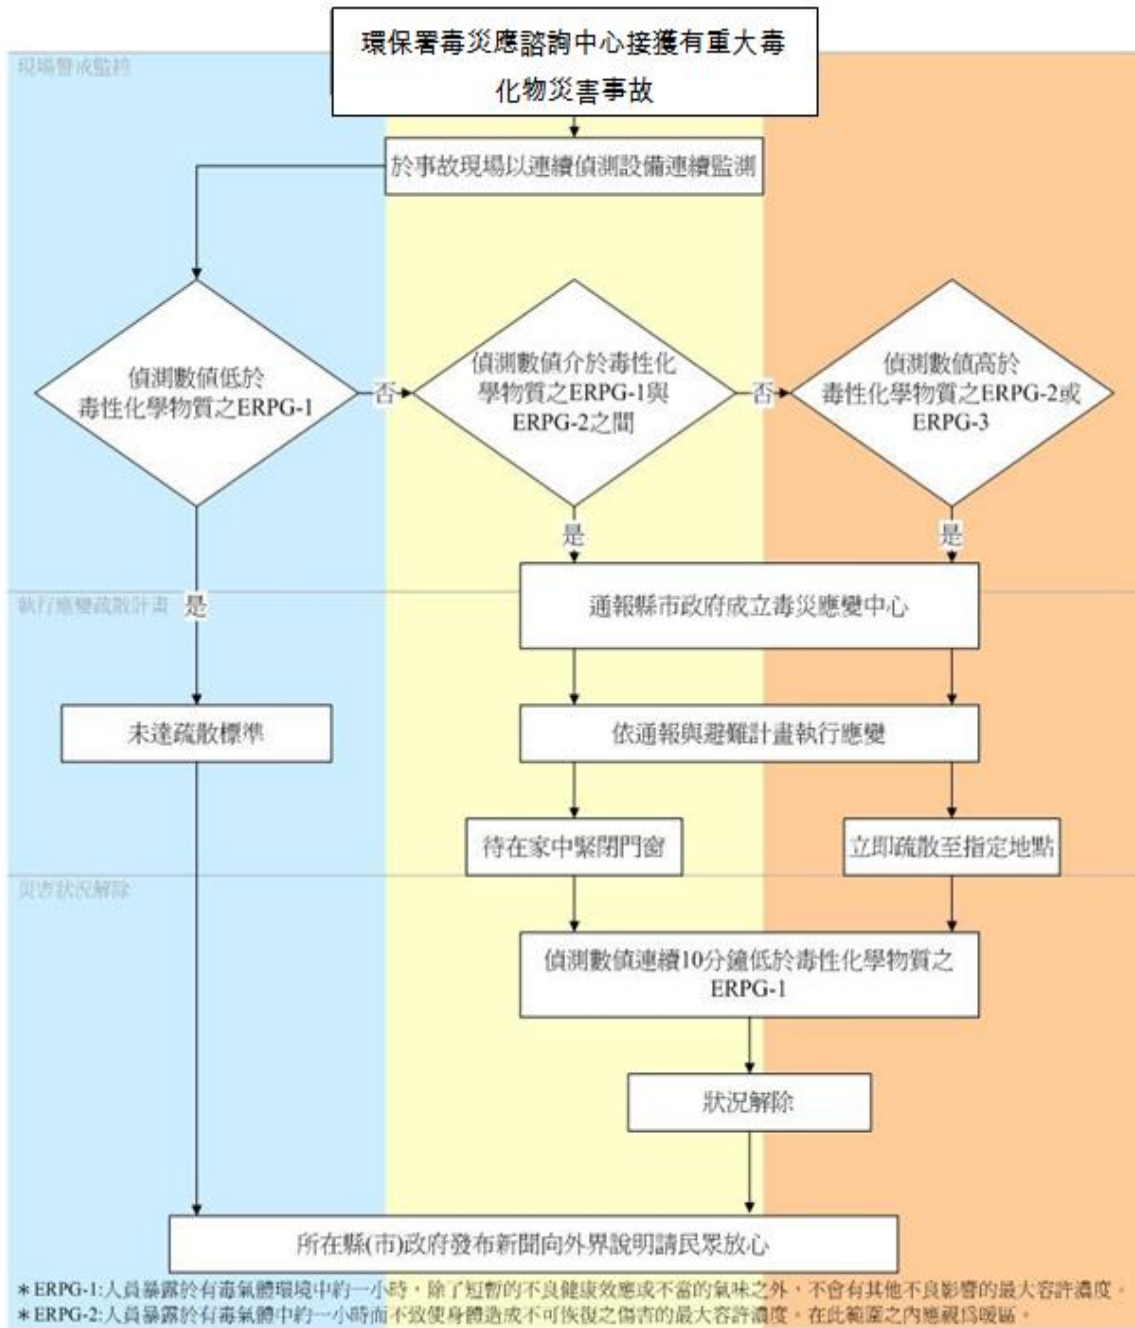 環保署毒災應諮詢中心接獲有重大毒
化物災害事故
現場警戒監控
於事故現場以連續偵測設備連續監測
偵測數值低於
毒性化學物質之ERPG-1
否
偵測數值介於毒性化
學物質之ERPG-1與
ERPG-2之間
否
偵測數值高於
毒性化學物質之ERPG-2或
ERPG-3
是
是
執行應變疏散計畫
是
通報縣市政府成立毒災應變中心
未達疏散標準
依通報與避難計畫執行應變
待在家中緊閉門窗
立即疏散至指定地點
災害狀況解除
偵測數值連續10分鐘低於毒性化學物質之
ERPG-1
狀況解除
所在縣(市)政府發布新聞向外界說明請民眾放心
*ERPG-1:人員暴露於有毒氣體環境中約一小時，除了短暫的不良健康效應或不當的氣味之外，不會有其他不良影響的最大容許濃度。
*ERPG-2:人員暴露於有毒氣體中約一小時而不致使身體造成不可恢復之傷害的最大容許濃度。在此範圍之內應視爲暖區。